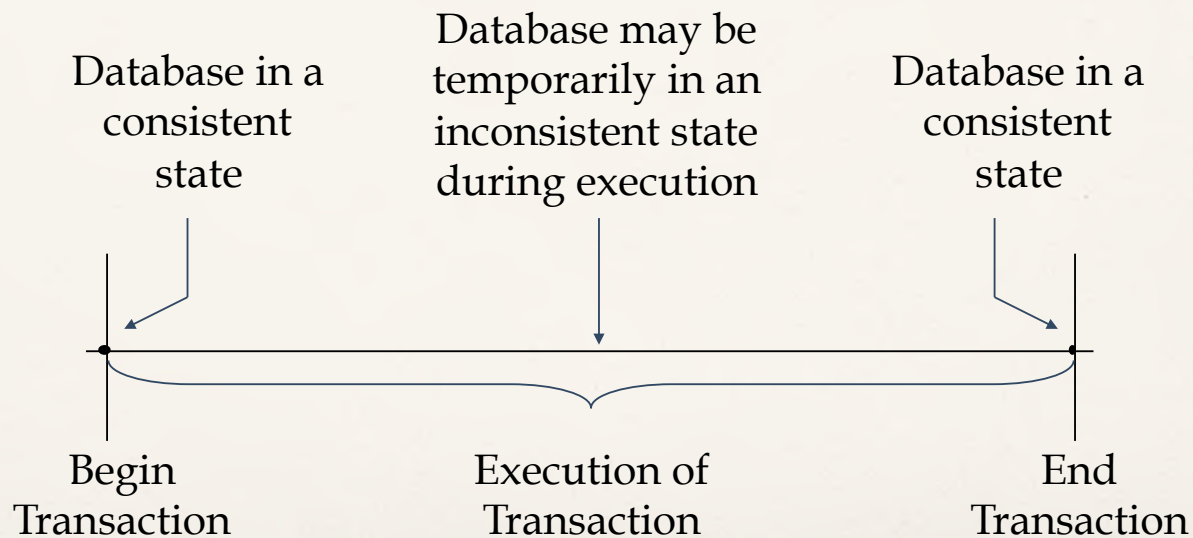 Database in a
consistent
state
Database may be
temporarily in an
inconsistent state
during execution
Database in a
consistent
state
Begin
Transaction
Execution of
Transaction
End
Transaction